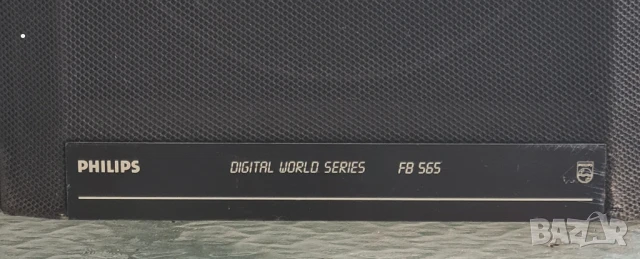 PHILIPS DIGITAL WORLD SERIES FB 565
BAZAR